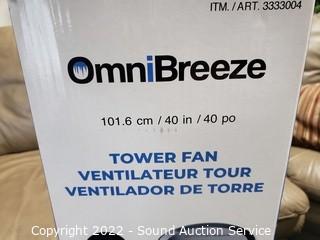 ITM. / ART. 3333004
OmniBreeze
101.6 cm / 40 in / 40 po
TOWER FAN
VENTILATEUR TOUR
VENTILADOR DE TORRE
Copyright 2022 - Sound Auction Service